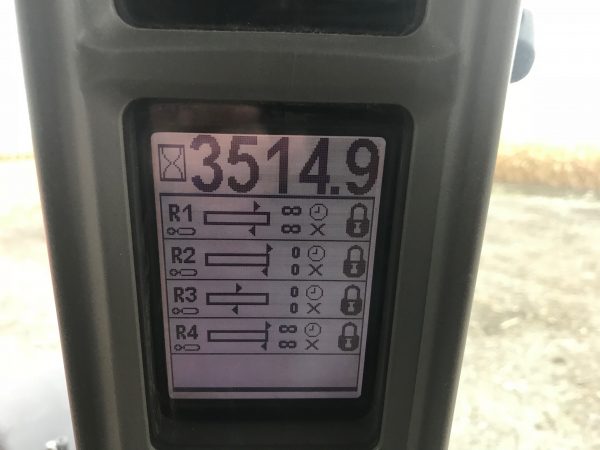 3514.9
R1 ∞
∞ X
R2 0
0 X
R3 0
0 X
R4 ∞
∞ X